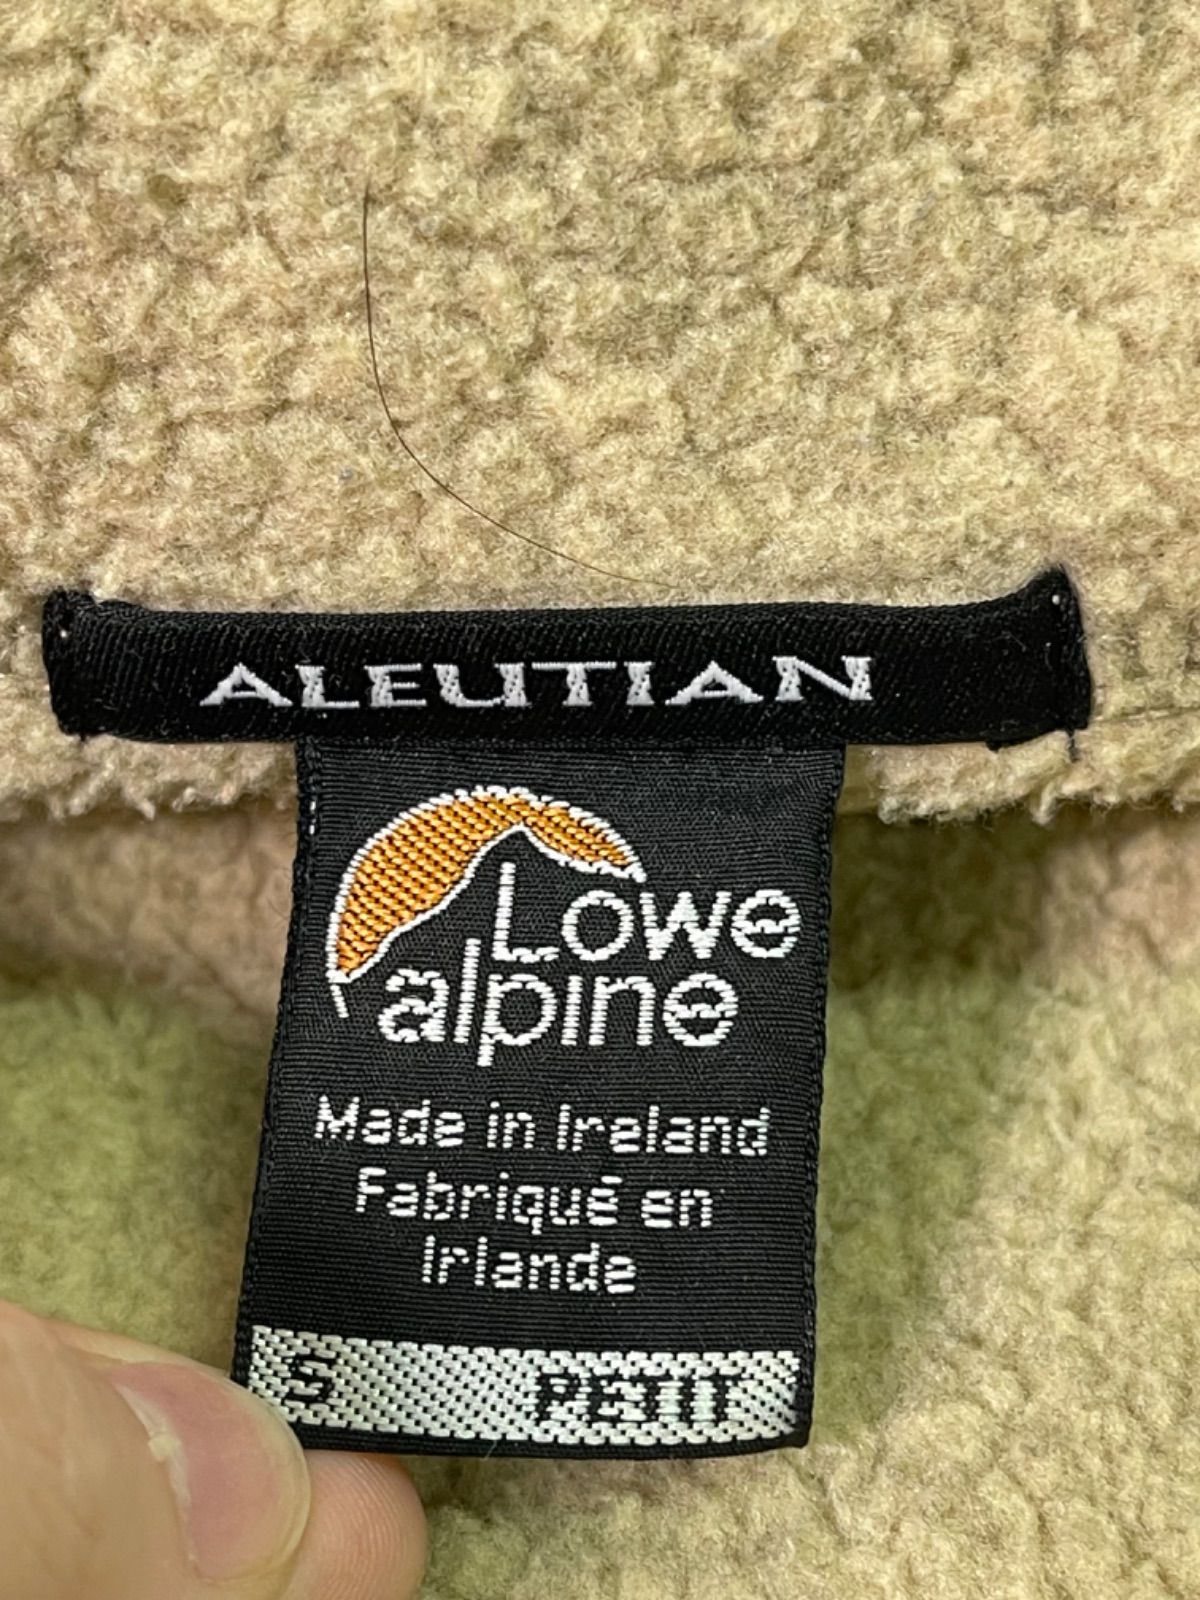 ALEUTIAN
Lowe
alpine
Made in Ireland
Fabriqué en
Irlande
S PETIT